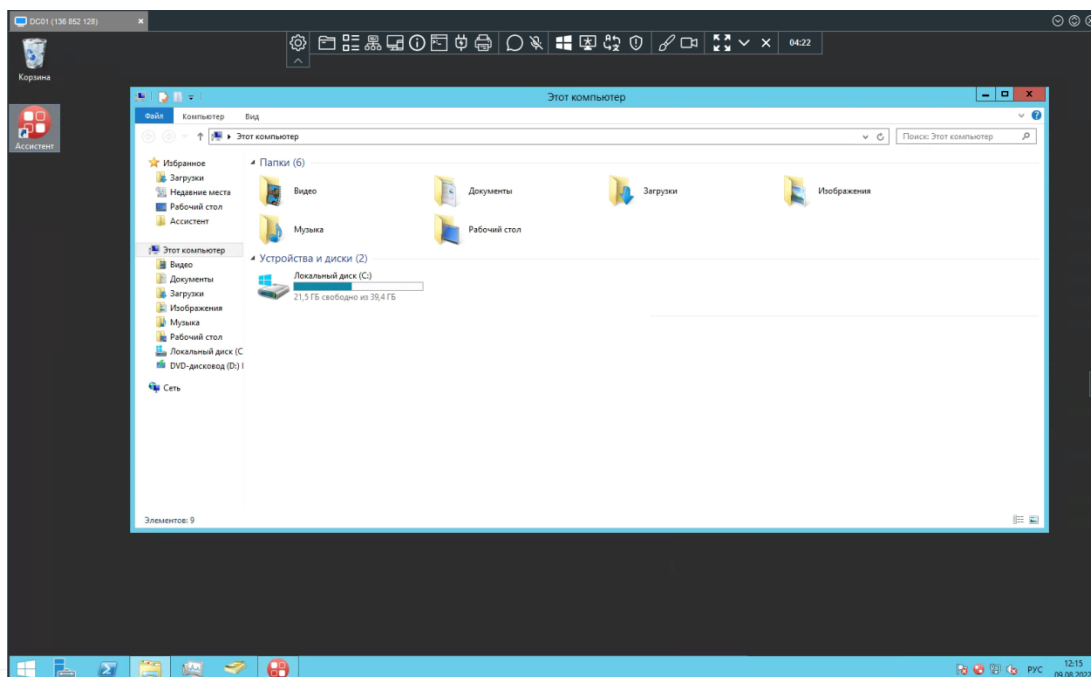 DC01 (136 862 128)
04:22
Корзина
Ассистент
Этот компьютер
Файл Компьютер Вид
Этот компьютер
Поиск: Этот компьютер
Избранное
Загрузки
Недавние места
Рабочий стол
Ассистент
Этот компьютер
Видео
Документы
Загрузки
Изображения
Музыка
Рабочий стол
Локальный диск (C
DVD-дисковод (D:)
Сеть
Папки (6)
Видео Документы Загрузки Изображения
Музыка Рабочий стол
Устройства и диски (2)
Локальный диск (C:)
21,5 ГБ свободно из 39,4 ГБ
Элементов: 9
РУС
12:15